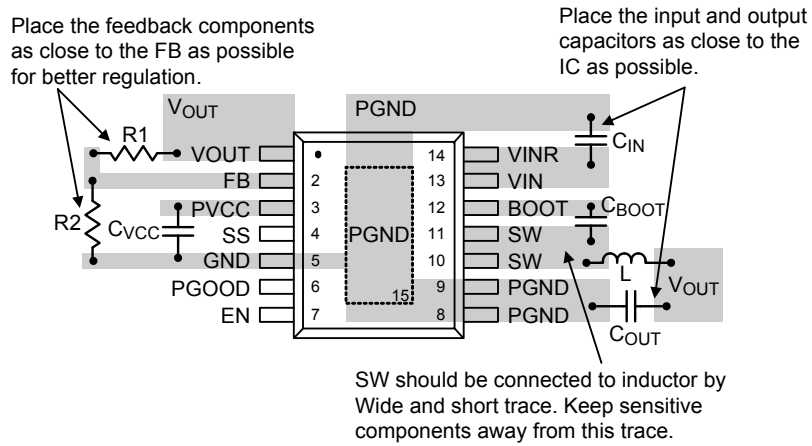 Place the feedback components
as close to the FB as possible
for better regulation.
Place the input and output
capacitors as close to the
IC as possible.
VOUT
PGND
R1
CIN
VOUT
14
VINR
FB
2
13
VIN
PVCC
3
12
BOOT
CBOOT
R2
CVCC
SS
4
PGND
11
SW
GND
5
10
SW
L
VOUT
PGOOD
6
15
9
PGND
EN
7
8
PGND
COUT
SW should be connected to inductor by
Wide and short trace. Keep sensitive
components away from this trace.